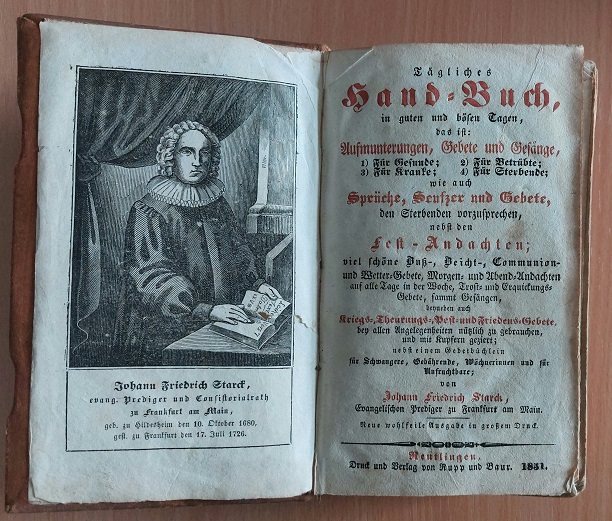 Johann Friedrich Starck,
evang. Prediger und Consistorialrath
zu Frankfurt am Main,
geb. zu Hildesheim den 10. Oktober 1680,
gest. zu Frankfurt den 17. Juli 1726.
Tägliches
Hand-Buch,
in guten und bösen Tagen,
das ist:
Aufmunterungen, Gebete und Gesänge,
1) Für Gesunde; 2) Für Betrübte;
3) Für Kranke; 4) Für Sterbende;
wie auch
Sprüche, Seufzer und Gebete,
den Sterbenden vorzusprechen,
nebst den
Fest-Andachten;
viel schöne Buß-, Beicht-, Communion-
und Wetter-Gebete, Morgen- und Abend-Andachten
auf alle Tage in der Woche, Trost- und Erquickungs-
Gebete, sammt Gesängen,
beyneben auch
Kriegs-, Theurungs-, Pest- und Friedens-Gebete,
bey allen Angelegenheiten nützlich zu gebrauchen,
und mit Kupfern geziert;
nebst einem Gebetbüchlein
für Schwangere, Gebährende, Wöchnerinnen und für
Unfruchtbare;
von
Johann Friedrich Starck,
Evangelischen Prediger zu Frankfurt am Main.
Neue wohlfeile Ausgabe in großem Druck.
Reutlingen,
Druck und Verlag von Rupp und Baur. 1851.